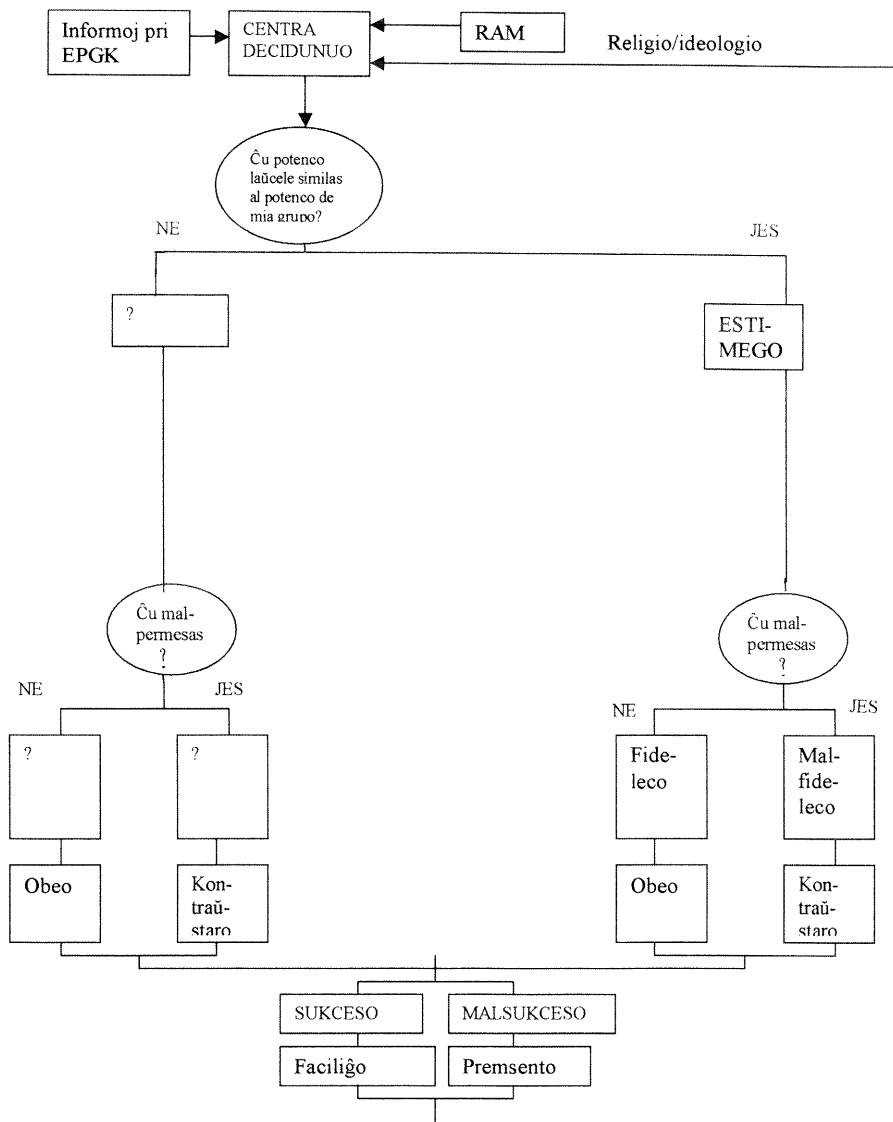 Informoj pri
EPGK
CENTRA
DECIDUNUO
RAM
Religio/ideologio
Ĉu potenco
laŭcele similas
al potenco de
mia grupo?
NE
JES
?
ESTI-
MEGO
Ĉu mal-
permesas
?
Ĉu mal-
permesas
?
NE
JES
NE
JES
?
?
Fide-
leco
Mal-
fide-
leco
Obeo
Kon-
traŭ-
staro
Obeo
Kon-
traŭ-
staro
SUKCESO
MALSUKCESO
Faciliĝo
Premsento